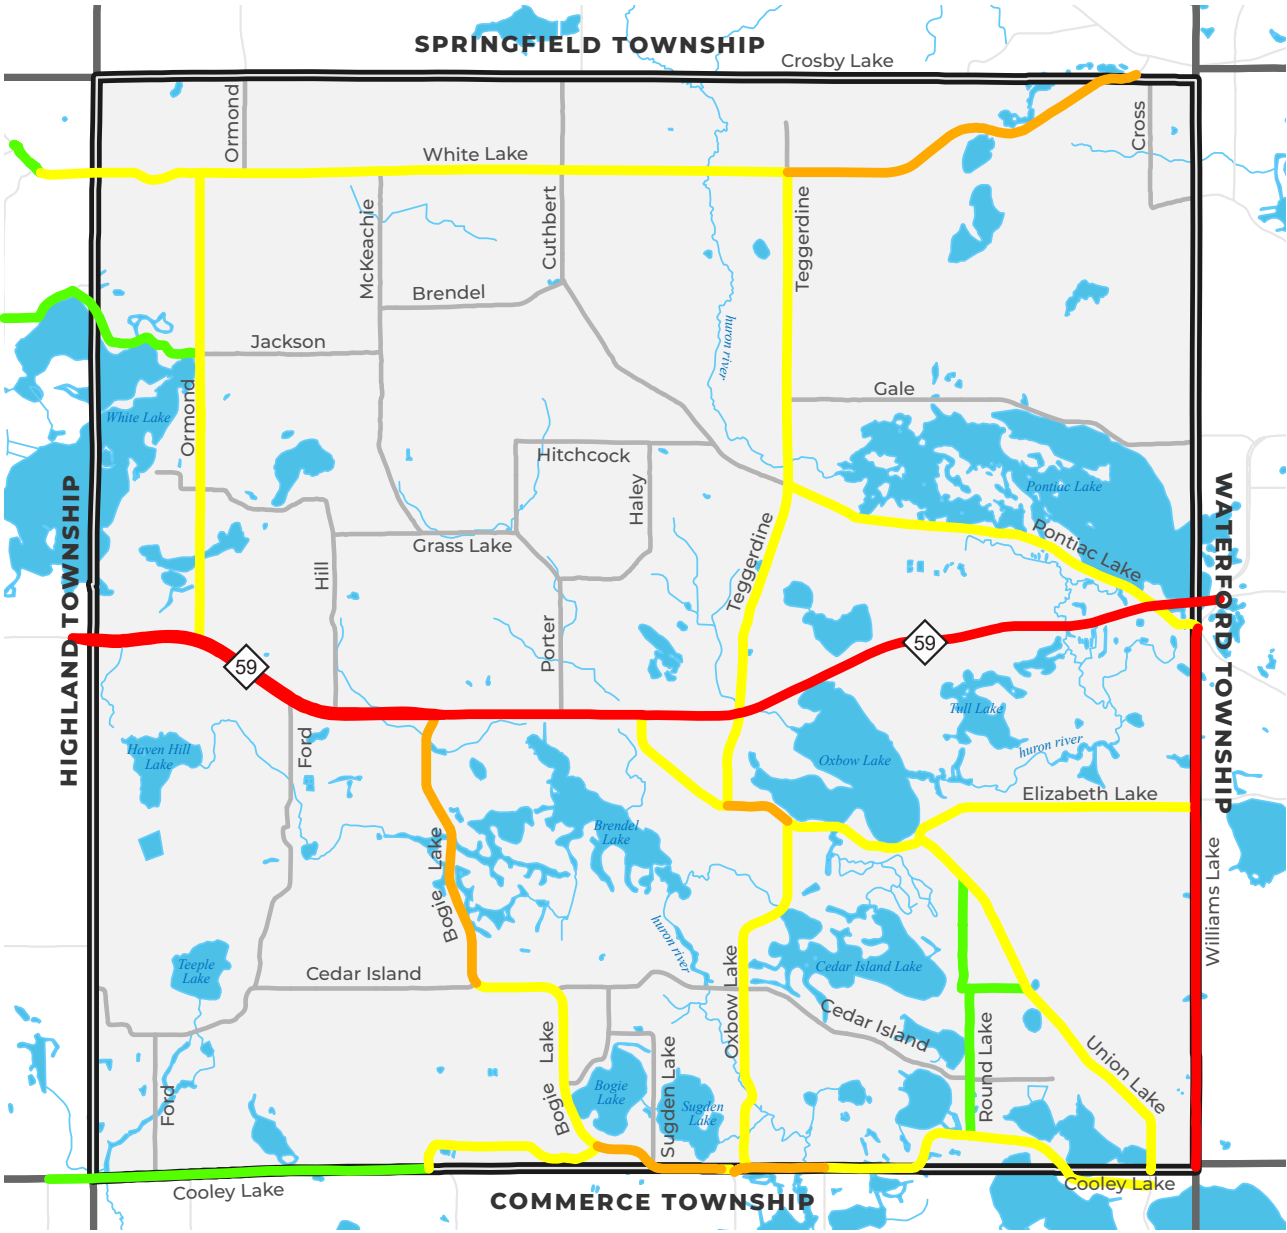 SPRINGFIELD TOWNSHIP
Crosby Lake
Ormond
Cross
White Lake
McKeachie
Cuthbert
Teggerdine
Brendel
huron river
Jackson
Gale
Ormond
White Lake
Hitchcock
Haley
Pontiac Lake
HIGHLAND TOWNSHIP
WATERFORD TOWNSHIP
Grass Lake
Teggerdine
Pontiac Lake
Hill
Porter
59
59
Tull Lake
Ford
Haven Hill
Lake
huron river
Oxbow Lake
Elizabeth Lake
Brendel
Lake
Bogie Lake
Williams Lake
huron river
Teeple
Lake
Cedar Island
Oxbow Lake
Cedar Island Lake
Cedar Island
Bogie Lake
Sugden Lake
Round Lake
Union Lake
Ford
Bogie
Lake
Sugden
Lake
Cooley Lake
Cooley Lake
COMMERCE TOWNSHIP